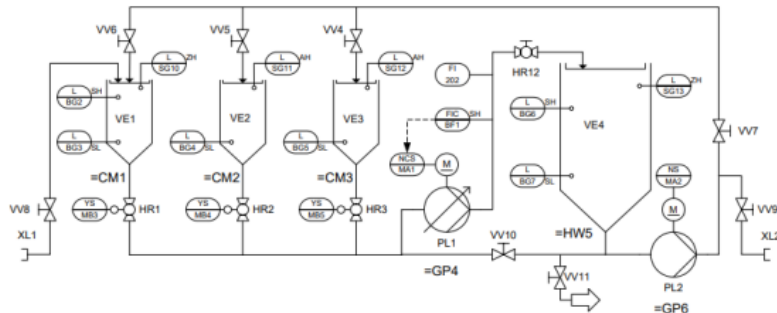 VV6
VV5
VV4
L
SG10
ZH
L
SG11
AH
L
SG12
AH
FI
202
HR12
L
SG13
ZH
L
BG2
SH
VE1
VE2
VE3
FIC
BF1
SH
L
BG6
SH
VE4
VV7
L
BG3
SL
L
BG4
SL
L
BG5
SL
NCS
MA1
M
L
BG7
SL
NS
MA2
=CM1
=CM2
=CM3
VV8
YS
MB3
HR1
YS
MB4
HR2
YS
MB5
HR3
M
VV9
XL1
PL1
VV10
=HW5
XL2
=GP4
VV11
PL2
=GP6